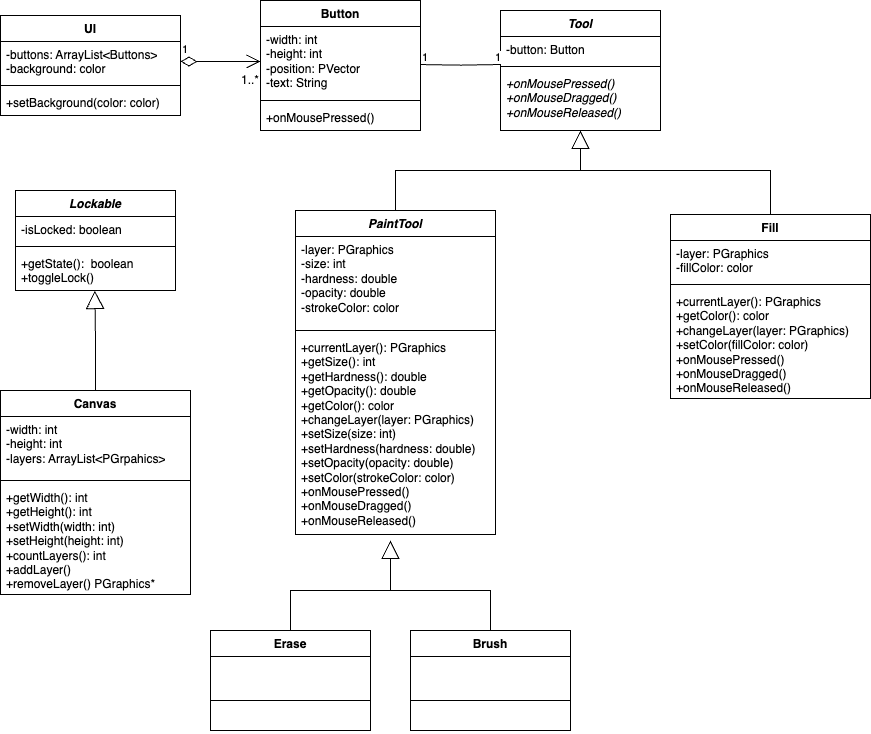 UI
-buttons: ArrayList<Buttons>
-background: color
+setBackground(color: color)
1
1..*
Button
-width: int
-height: int
-position: PVector
-text: String
+onMousePressed()
1
1
Tool
-button: Button
+onMousePressed()
+onMouseDragged()
+onMouseReleased()
Lockable
-isLocked: boolean
+getState():  boolean
+toggleLock()
PaintTool
-layer: PGraphics
-size: int
-hardness: double
-opacity: double
-strokeColor: color
+currentLayer(): PGraphics
+getSize(): int
+getHardness(): double
+getOpacity(): double
+getColor(): color
+changeLayer(layer: PGraphics)
+setSize(size: int)
+setHardness(hardness: double)
+setOpacity(opacity: double)
+setColor(strokeColor: color)
+onMousePressed()
+onMouseDragged()
+onMouseReleased()
Fill
-layer: PGraphics
-fillColor: color
+currentLayer(): PGraphics
+getColor(): color
+changeLayer(layer: PGraphics)
+setColor(fillColor: color)
+onMousePressed()
+onMouseDragged()
+onMouseReleased()
Canvas
-width: int
-height: int
-layers: ArrayList<PGrpahics>
+getWidth(): int
+getHeight(): int
+setWidth(width: int)
+setHeight(height: int)
+countLayers(): int
+addLayer()
+removeLayer() PGraphics*
Erase
Brush